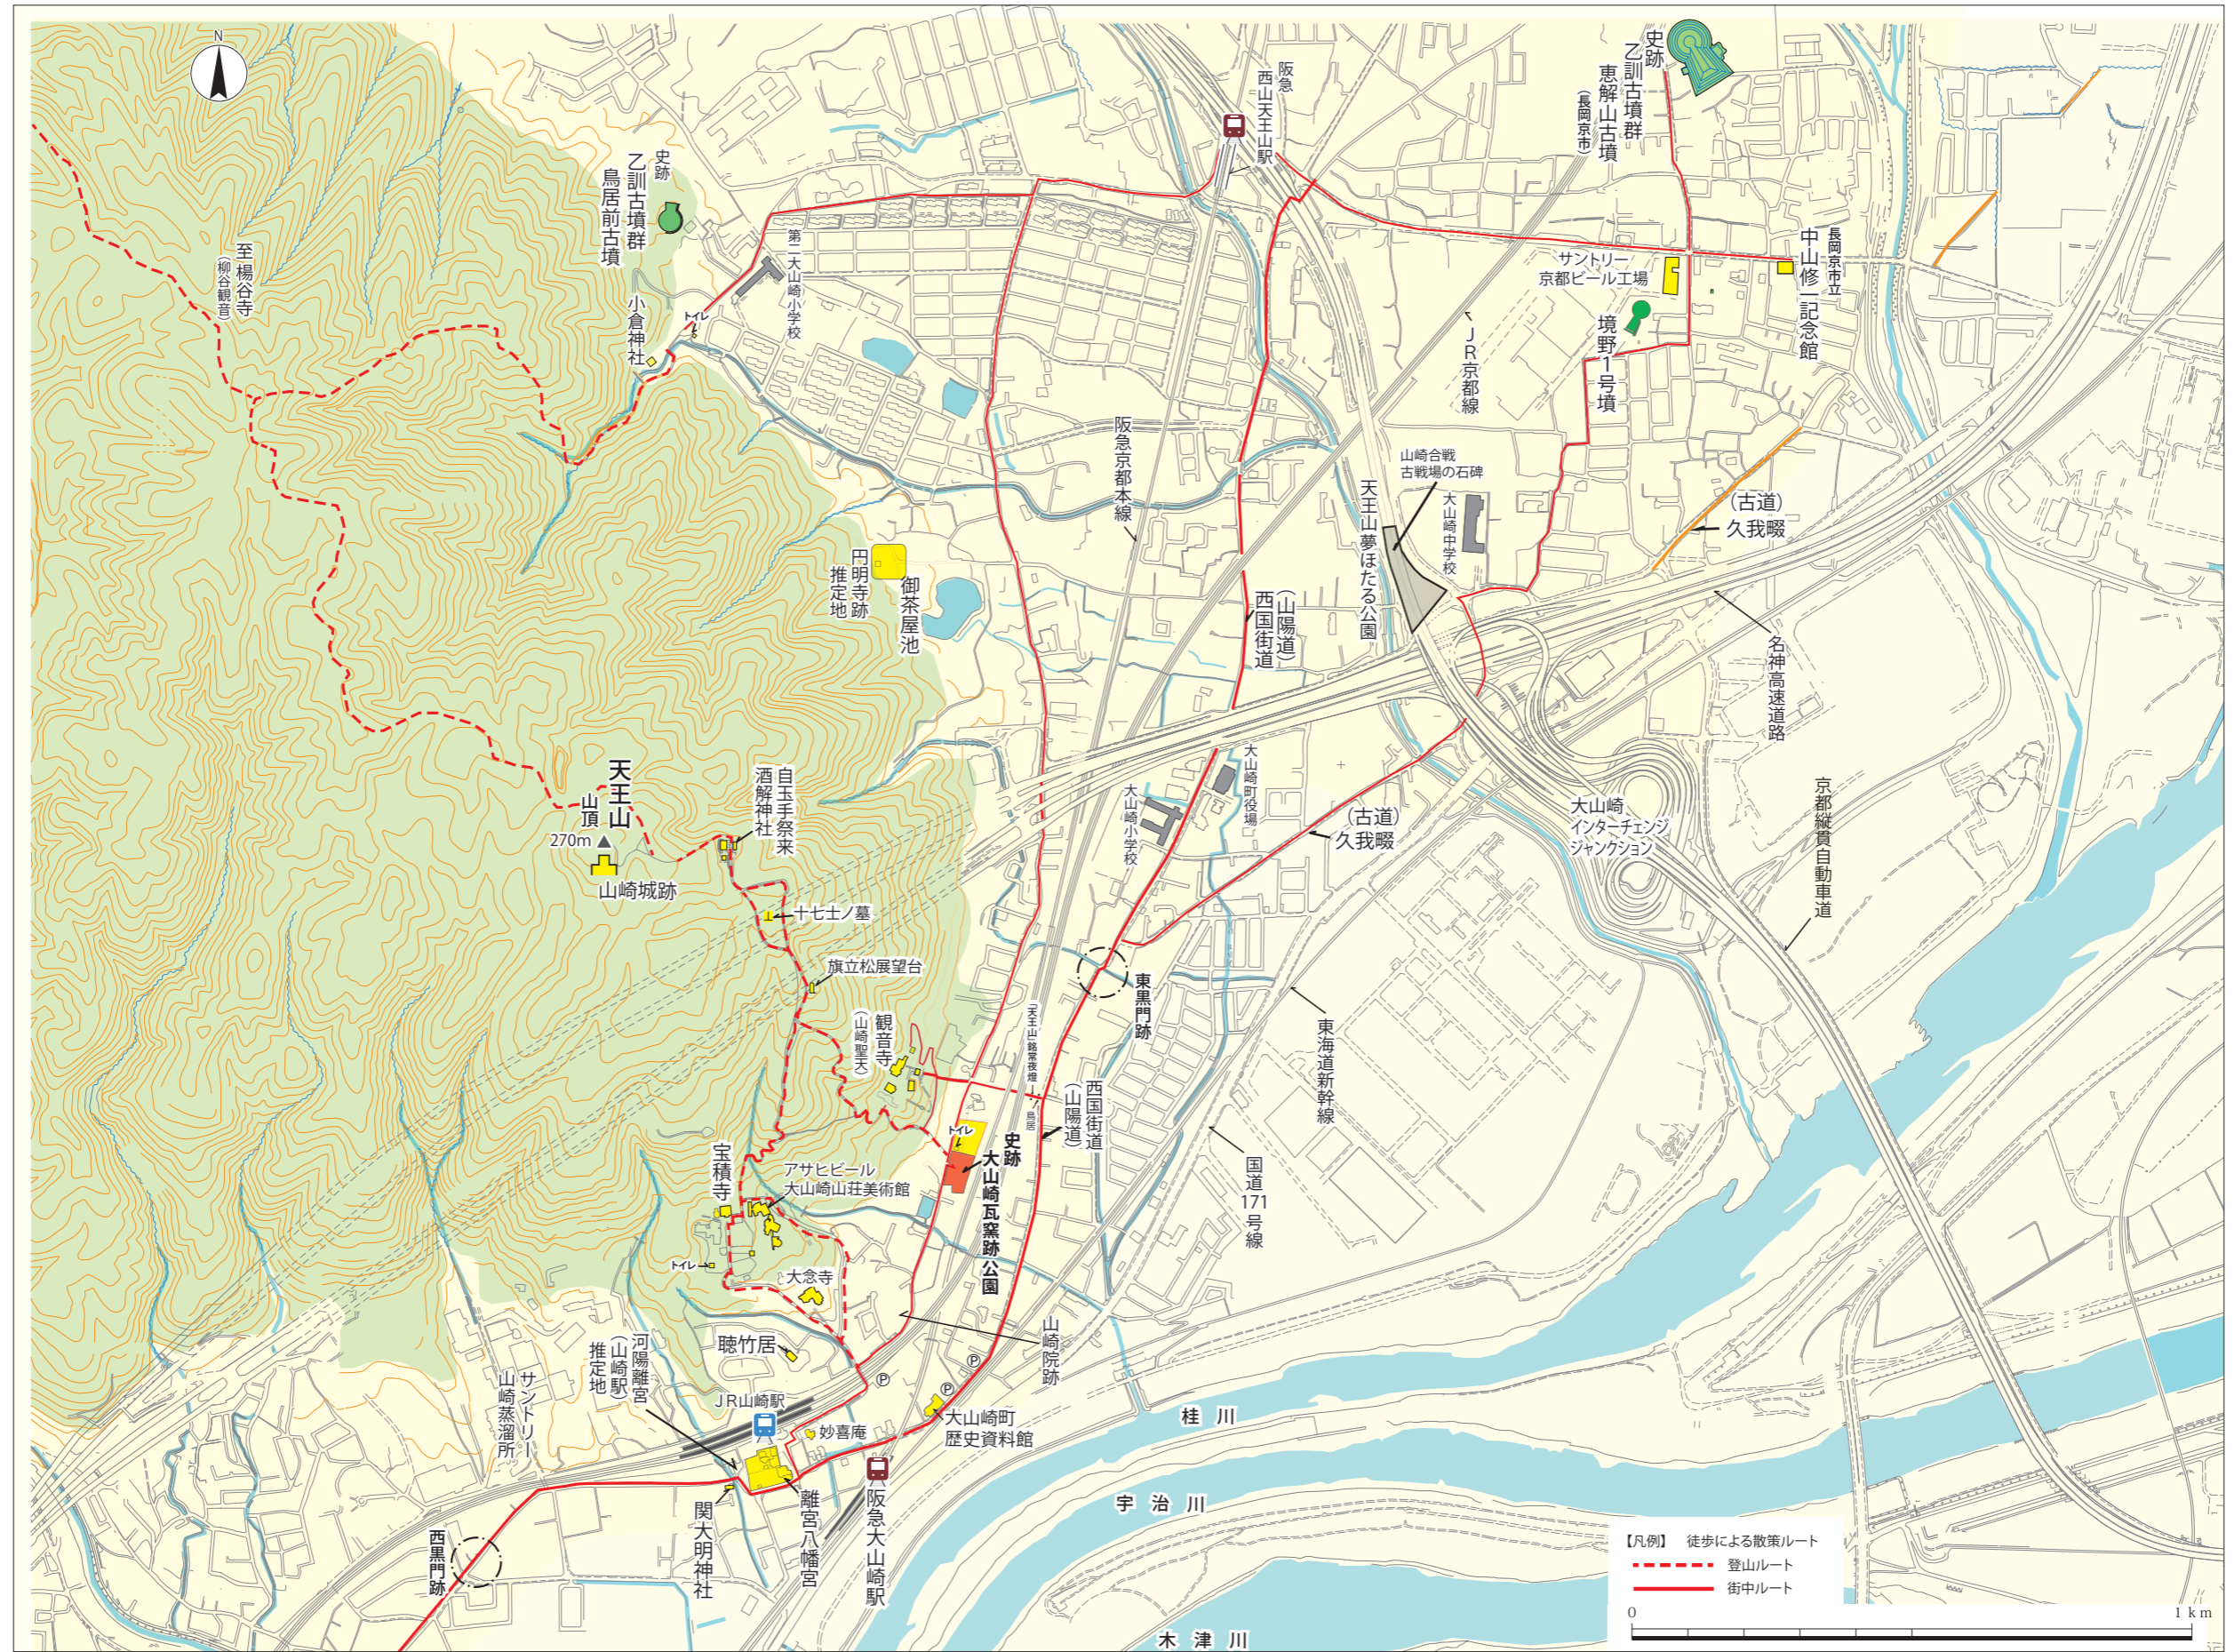 N
史跡
乙訓古墳群
恵解山古墳
（長岡京市）
阪急
西山天王山駅
史跡
乙訓古墳群
鳥居前古墳
至 楊谷寺
（柳谷観音）
第二大山崎小学校
小倉神社
トイレ
サントリー
京都ビール工場
長岡京市立
中山修一記念館
境野1号墳
JR京都線
阪急京都本線
山崎合戦
古戦場の石碑
大山崎中学校
天王山夢ほたる公園
（古道）
久我畷
円明寺跡
推定地
御茶屋池
（山陽道）
西国街道
名神高速道路
天王山
山頂
270m
山崎城跡
自玉手祭来
酒解神社
大山崎町役場
大山崎小学校
（古道）
久我畷
大山崎
インターチェンジ
ジャンクション
京都縦貫自動車道
十七士ノ墓
旗立松展望台
観音寺
（山崎聖天）
「天王山」銘常夜燈
鳥居
東黒門跡
東海道新幹線
西国街道
（山陽道）
国道171号線
トイレ
史跡
大山崎瓦窯跡公園
宝積寺
アサヒビール
大山崎山荘美術館
トイレ
大念寺
聴竹居
山崎院跡
河陽離宮
（山崎駅）
推定地
サントリー
山崎蒸溜所
JR山崎駅
妙喜庵
P
P
P
大山崎町
歴史資料館
桂川
宇治川
木津川
関大明神社
離宮八幡宮
阪急大山崎駅
西黒門跡
【凡例】 徒歩による散策ルート
登山ルート
街中ルート
0 1 km